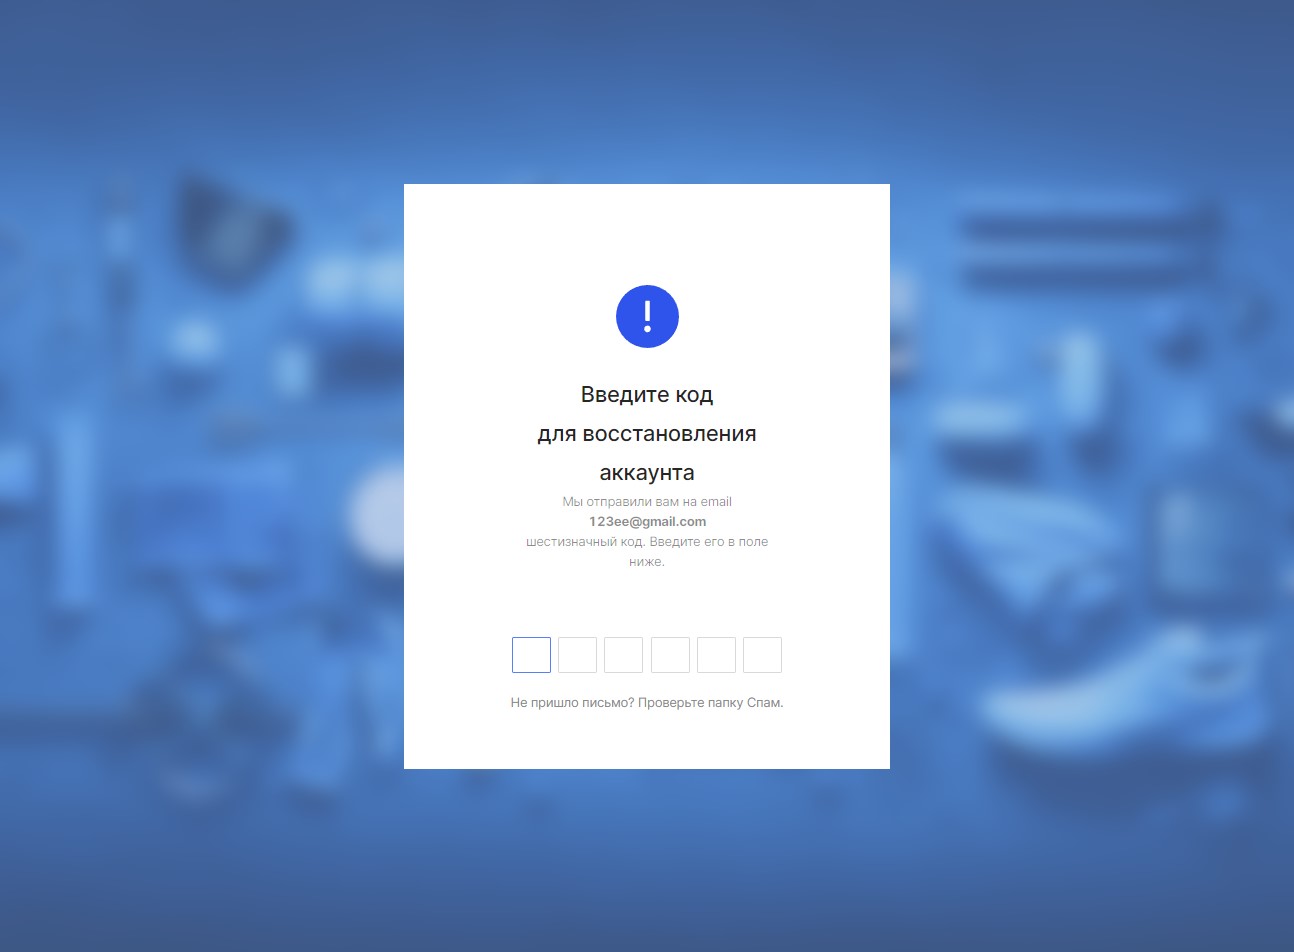 Введите код
для восстановления
аккаунта
Мы отправили вам на email
123ee@gmail.com
шестизначный код. Введите его в поле
ниже.
Не пришло письмо? Проверьте папку Спам.